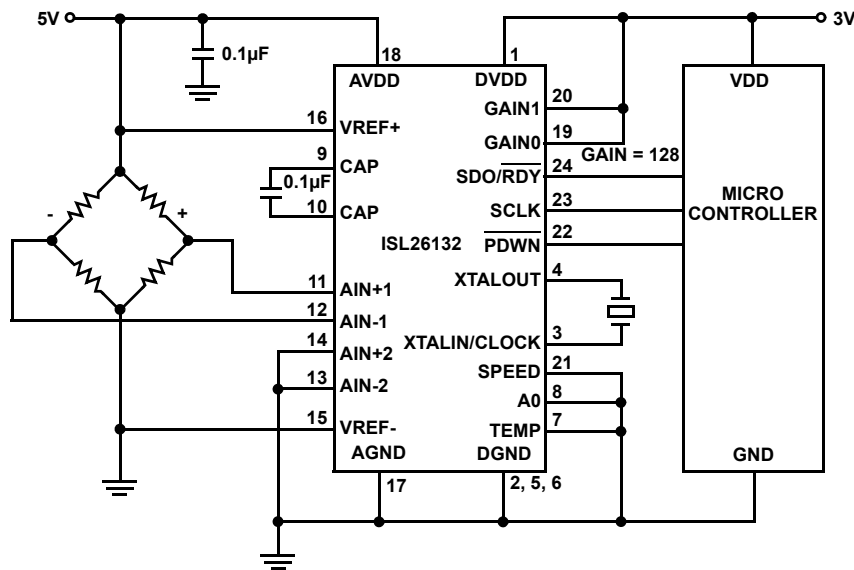 5V
3V
0.1µF
18
AVDD
1
DVDD
VDD
16
VREF+
GAIN1
20
GAIN0
19
GAIN = 128
9
CAP
0.1µF
10
CAP
SDO/RDY
24
SCLK
23
MICRO
CONTROLLER
-
+
ISL26132
PDWN
22
11
AIN+1
XTALOUT
4
12
AIN-1
14
AIN+2
XTALIN/CLOCK
3
13
AIN-2
SPEED
21
A0
8
15
VREF-
TEMP
7
AGND
DGND
GND
17
2, 5, 6